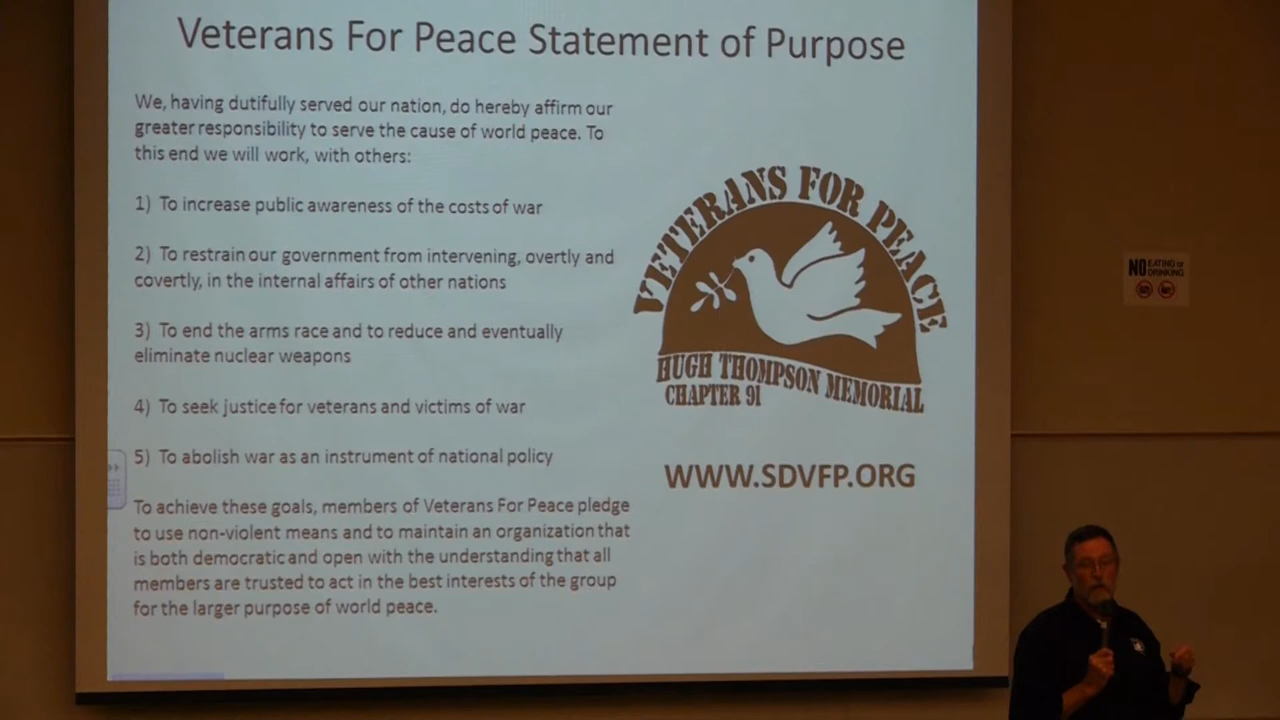 Veterans For Peace Statement of Purpose
We, having dutifully served our nation, do hereby affirm our
greater responsibility to serve the cause of world peace. To
this end we will work, with others:
1) To increase public awareness of the costs of war
2) To restrain our government from intervening, overtly and
covertly, in the internal affairs of other nations
3) To end the arms race and to reduce and eventually
eliminate nuclear weapons
4) To seek justice for veterans and victims of war
5) To abolish war as an instrument of national policy
To achieve these goals, members of Veterans For Peace pledge
to use non-violent means and to maintain an organization that
is both democratic and open with the understanding that all
members are trusted to act in the best interests of the group
for the larger purpose of world peace.
VETERANS FOR PEACE
HUGH THOMPSON MEMORIAL
CHAPTER 91
WWW.SDVFP.ORG
NO EATING or
DRINKING